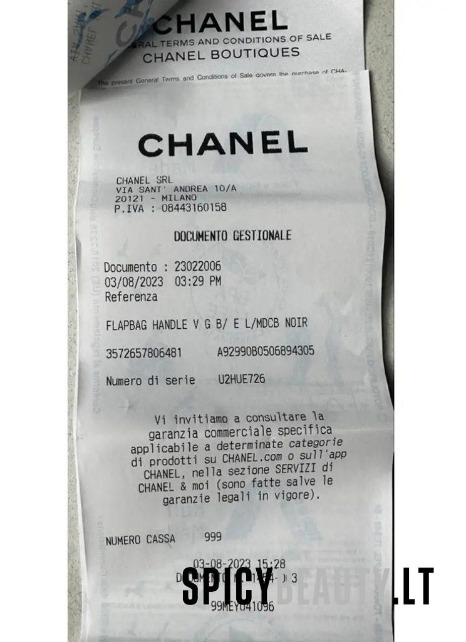 CHANEL
RAL TERMS AND CONDITIONS OF SALE
CHANEL BOUTIQUES
The present General Terms and Conditions of Sale govern the purchase of CHA-
CHANEL
CHANEL SRL
VIA SANT' ANDREA 10/A
20121 - MILANO
P.IVA : 08443160158
DOCUMENTO GESTIONALE
Documento : 23022006
03/08/2023 03:29 PM
Referenza
FLAPBAG HANDLE V G B/ E L/MDCB NOIR
3572657806481 A92990B0506894305
Numero di serie U2HUE726
Vi invitiamo a consultare la
garanzia commerciale specifica
applicabile a determinate categorie
di prodotti su CHANEL.com o sull'app
CHANEL, nella sezione SERVIZI di
CHANEL & moi (sono fatte salve le
garanzie legali in vigore).
NUMERO CASSA 999
03-08-2023 15:28
SPICYBEAUTY.LT
99MEY041096